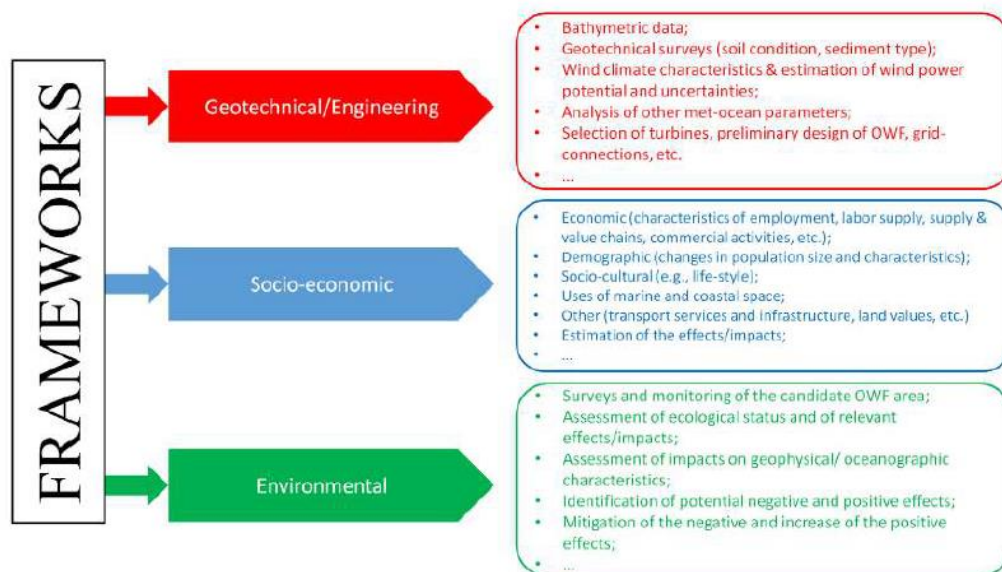 FRAMEWORKS
Geotechnical/Engineering
• Bathymetric data;
• Geotechnical surveys (soil condition, sediment type);
• Wind climate characteristics & estimation of wind power
potential and uncertainties;
• Analysis of other met-ocean parameters;
• Selection of turbines, preliminary design of OWF, grid-
connections, etc.
• ...
Socio-economic
• Economic (characteristics of employment, labor supply, supply &
value chains, commercial activities, etc.);
• Demographic (changes in population size and characteristics);
• Socio-cultural (e.g., life-style);
• Uses of marine and coastal space;
• Other (transport services and infrastructure, land values, etc.)
• Estimation of the effects/impacts;
• ...
Environmental
• Surveys and monitoring of the candidate OWF area;
• Assessment of ecological status and of relevant
effects/impacts;
• Assessment of impacts on geophysical/ oceanographic
characteristics;
• Identification of potential negative and positive effects;
• Mitigation of the negative and increase of the positive
effects;
• ...